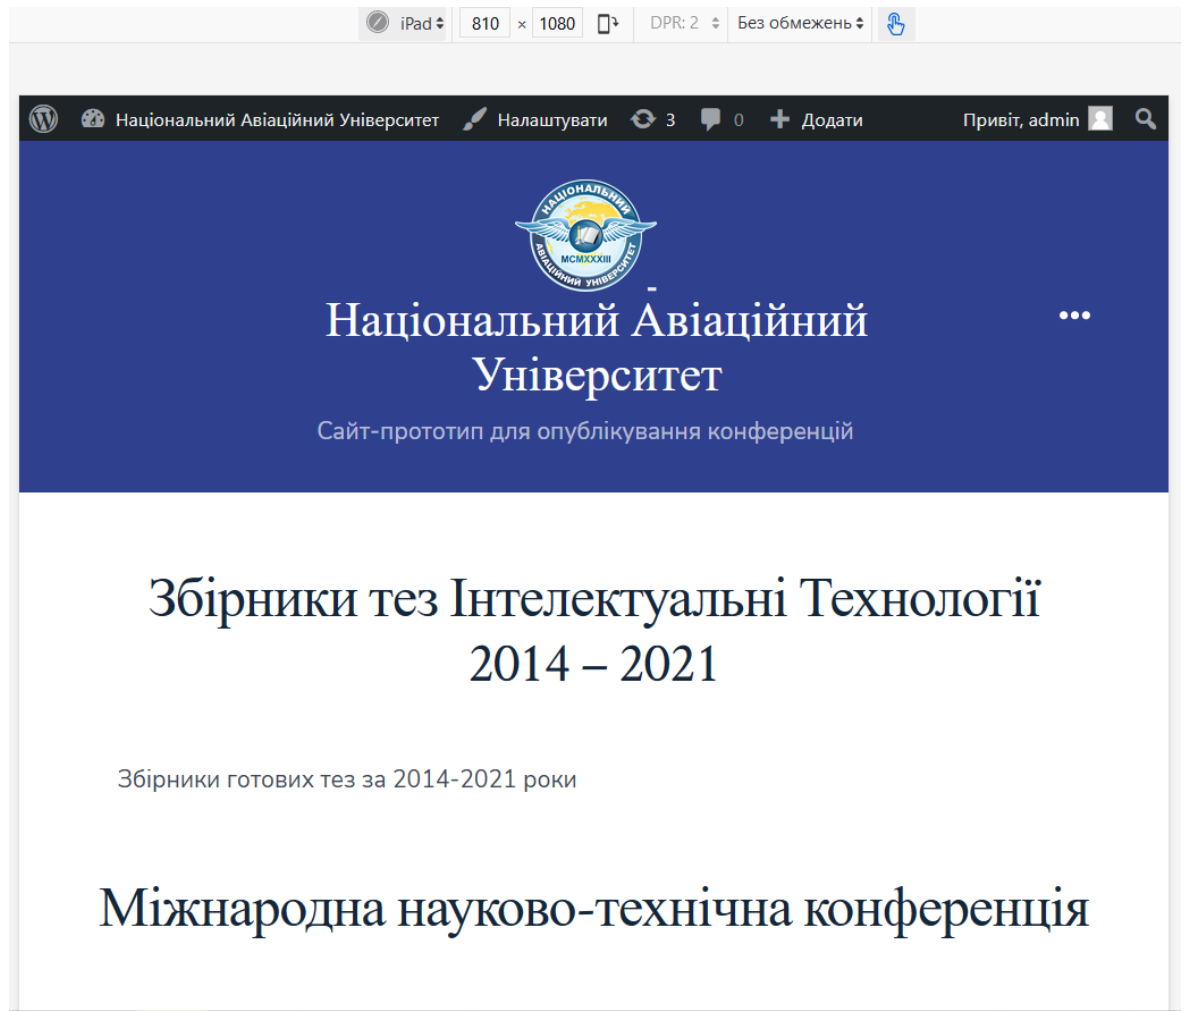 iPad 810 × 1080 DPR: 2 Без обмежень
Національний Авіаційний Університет Налаштувати 3 0 Додати Привіт, admin
НАЦІОНАЛЬНИЙ
MCMXXXIII
АВІАЦІЙНИЙ УНІВЕРСИТЕТ
Національний Авіаційний
Університет
Сайт-прототип для опублікування конференцій
Збірники тез Інтелектуальні Технології
2014 – 2021
Збірники готових тез за 2014-2021 роки
Міжнародна науково-технічна конференція